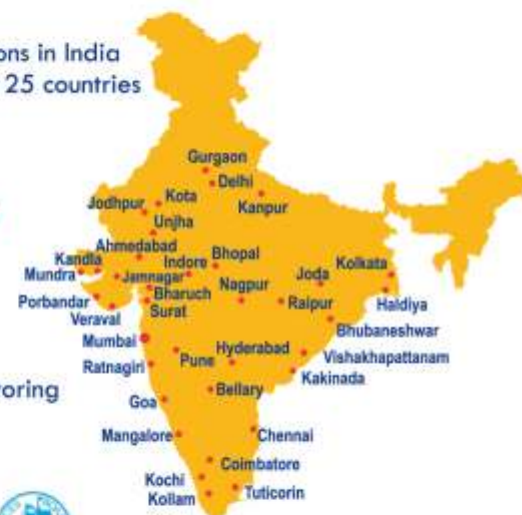 ons in India
25 countries
Gurgaon
Delhi
Kota
Kanpur
Jodhpur
Unjha
Ahmedabad
Kandla
Indore
Bhopal
Kolkata
Mundra
Jamnagar
Nagpur
Joda
Bharuch
Porbandar
Surat
Raipur
Haldiya
Veraval
Bhubaneshwar
Mumbai
Hyderabad
Vishakhapattanam
Ratnagiri
Pune
Kakinada
oring
Bellary
Goa
Mangalore
Chennai
Coimbatore
Kochi
Kollam
Tuticorin